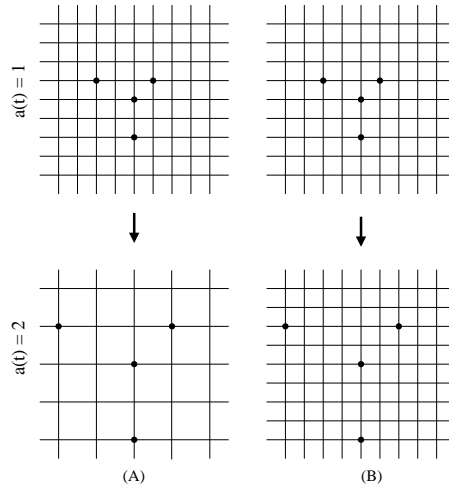 a(t) = 1
a(t) = 2
(A)
(B)